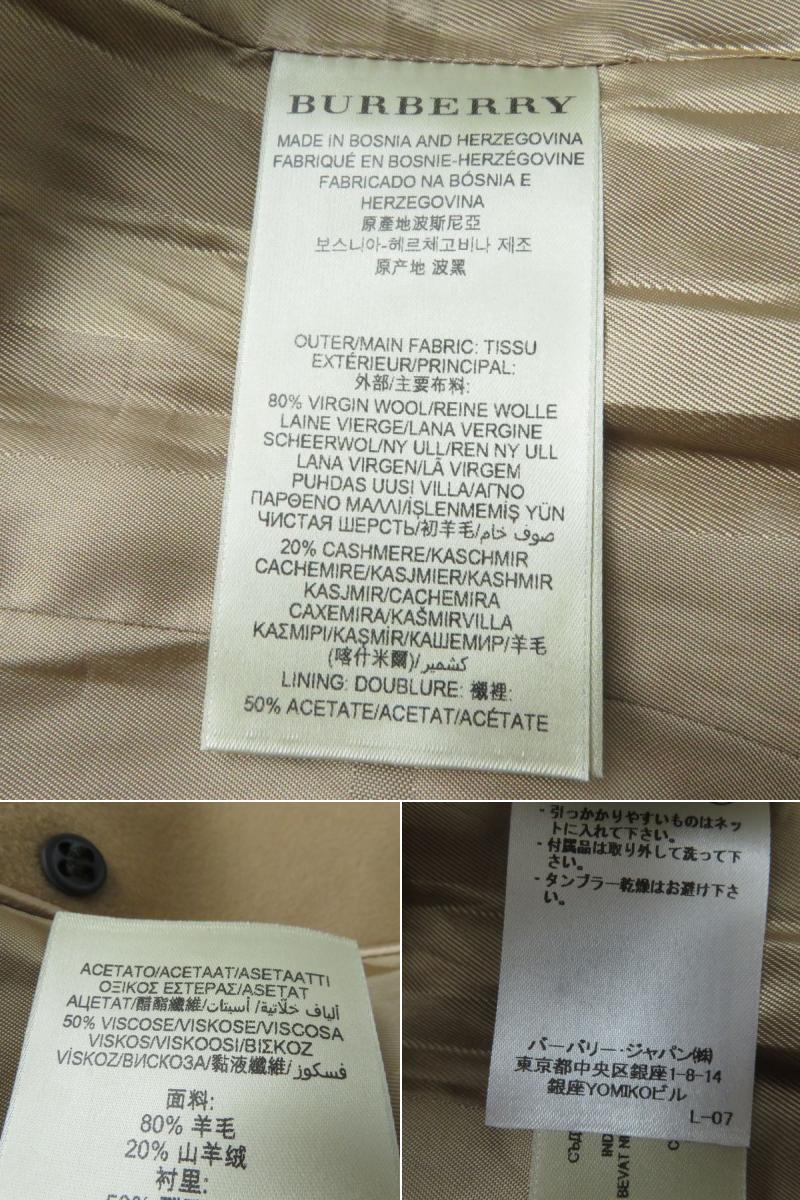 BURBERRY
MADE IN BOSNIA AND HERZEGOVINA
FABRIQUÉ EN BOSNIE-HERZÉGOVINE
FABRICADO NA BÓSNIA E
HERZEGOVINA
原產地波斯尼亞
보스니아-헤르체고비나 제조
原产地 波黑
OUTER/MAIN FABRIC: TISSU
EXTÉRIEUR/PRINCIPAL:
外部/主要布料:
80% VIRGIN WOOL/REINE WOLLE
LAINE VIERGE/LANA VERGINE
SCHEERWOL/NY ULL/REN NY ULL
LANA VIRGEN/LÃ VIRGEM
PUHDAS UUSI VILLA/ΑΓΝΟ
ΠΑΡΘΕΝΟ ΜΑΛΛΙ/İŞLENMEMİŞ YÜN
ЧИСТАЯ ШЕРСТЬ/初羊毛/صوف خام
20% CASHMERE/KASCHMIR
CACHEMIRE/KASJMIER/KASHMIR
KASJMIR/CACHEMIRA
CAXEMIRA/KAŠMIRVILLA
ΚΑΣΜΙΡΙ/KAŞMİR/КАШЕМИР/羊毛
(喀什米爾)/كشمير
LINING: DOUBLURE: 襯裡:
50% ACETATE/ACETAT/ACÉTATE
ACETATO/ACETAAT/ASETAATTI
ΟΞΙΚΟΣ ΕΣΤΕΡΑΣ/ASETAT
АЦЕТАТ/醋酯纖維/ألياف خلّاتية/ أسيتات
50% VISCOSE/VISKOSE/VISCOSA
VISKOS/VISKOOSI/ΒΙΣΚΟΖ
VİSKOZ/ВИСКОЗА/黏液纖維/فسكوز
面料:
80% 羊毛
20% 山羊绒
衬里:
- 引っかかりやすいものはネッ
トに入れて下さい。
- 付属品は取り外して洗って下
さい。
- タンブラー乾燥はお避け下さ
い。
バーバリー・ジャパン㈱
東京都中央区銀座1-8-14
銀座YOMIKOビル
L-07